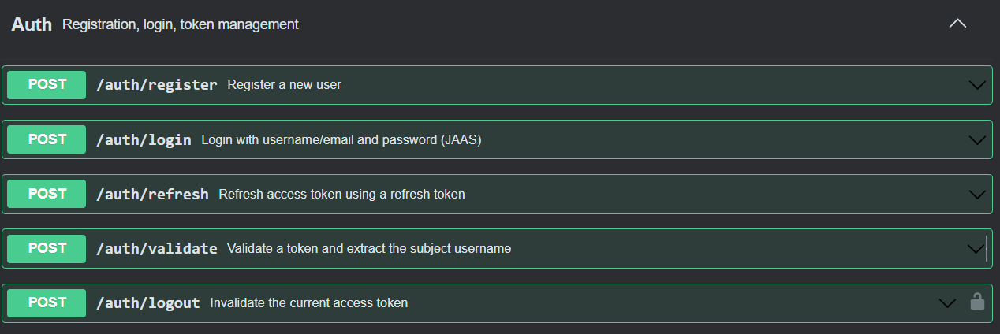 Auth Registration, login, token management
POST /auth/register Register a new user
POST /auth/login Login with username/email and password (JAAS)
POST /auth/refresh Refresh access token using a refresh token
POST /auth/validate Validate a token and extract the subject username
POST /auth/logout Invalidate the current access token